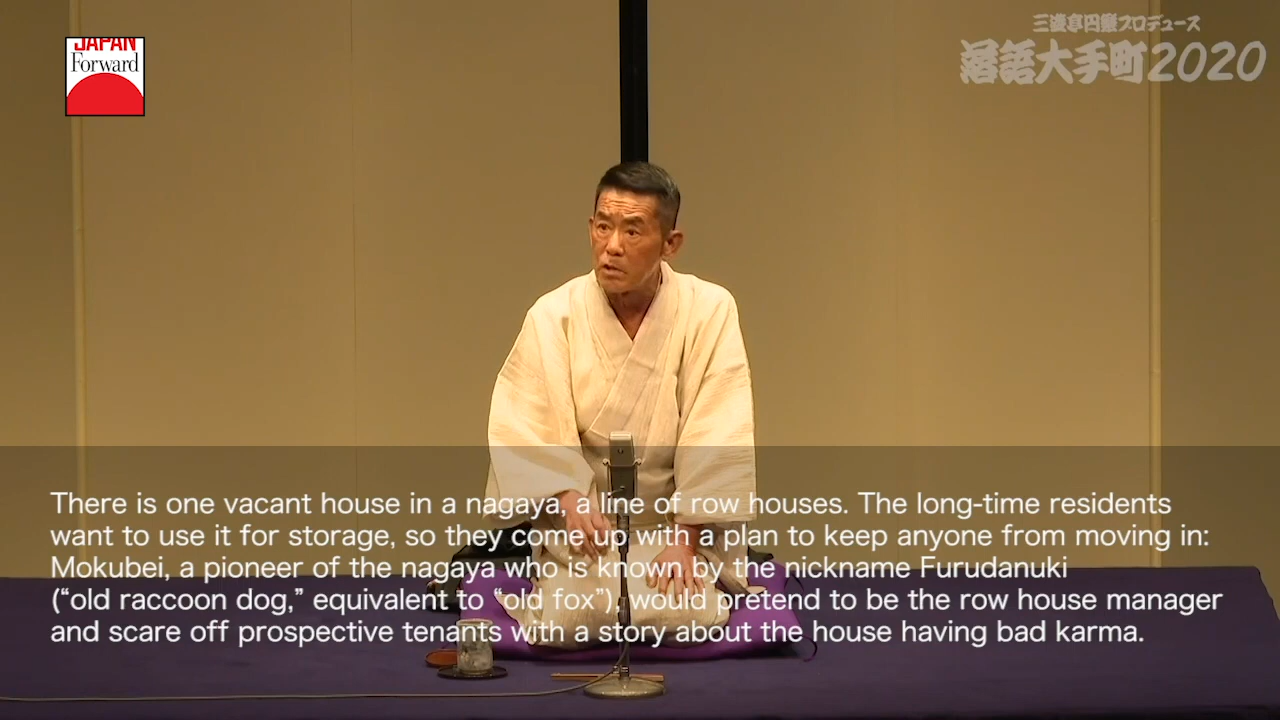 JAPAN
Forward
三遊亭円楽プロデュース
落語大手町2020
There is one vacant house in a nagaya, a line of row houses. The long-time residents
want to use it for storage, so they come up with a plan to keep anyone from moving in:
Mokubei, a pioneer of the nagaya who is known by the nickname Furudanuki
(“old raccoon dog,” equivalent to “old fox”), would pretend to be the row house manager
and scare off prospective tenants with a story about the house having bad karma.